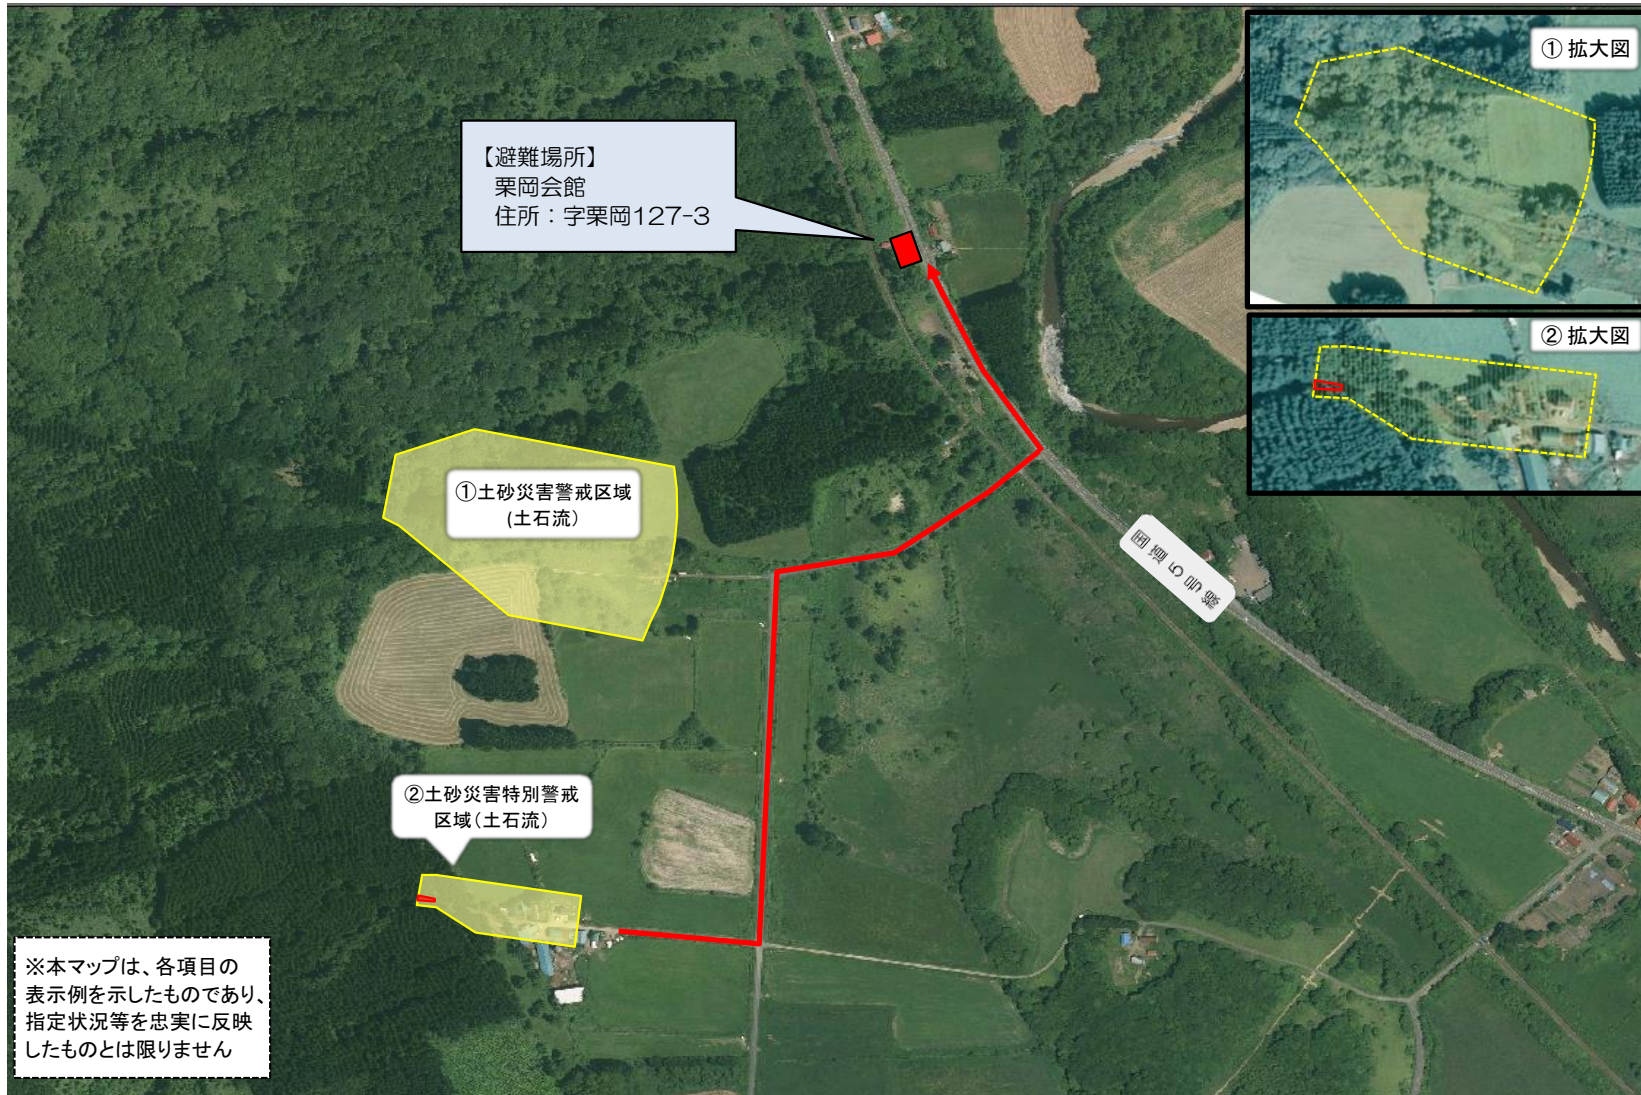 【避難場所】
栗岡会館
住所：字栗岡127-3
① 拡大図
② 拡大図
①土砂災害警戒区域
(土石流）
国道５号線
②土砂災害特別警戒
区域（土石流）
※本マップは、各項目の
表示例を示したものであり、
指定状況等を忠実に反映
したものとは限りません